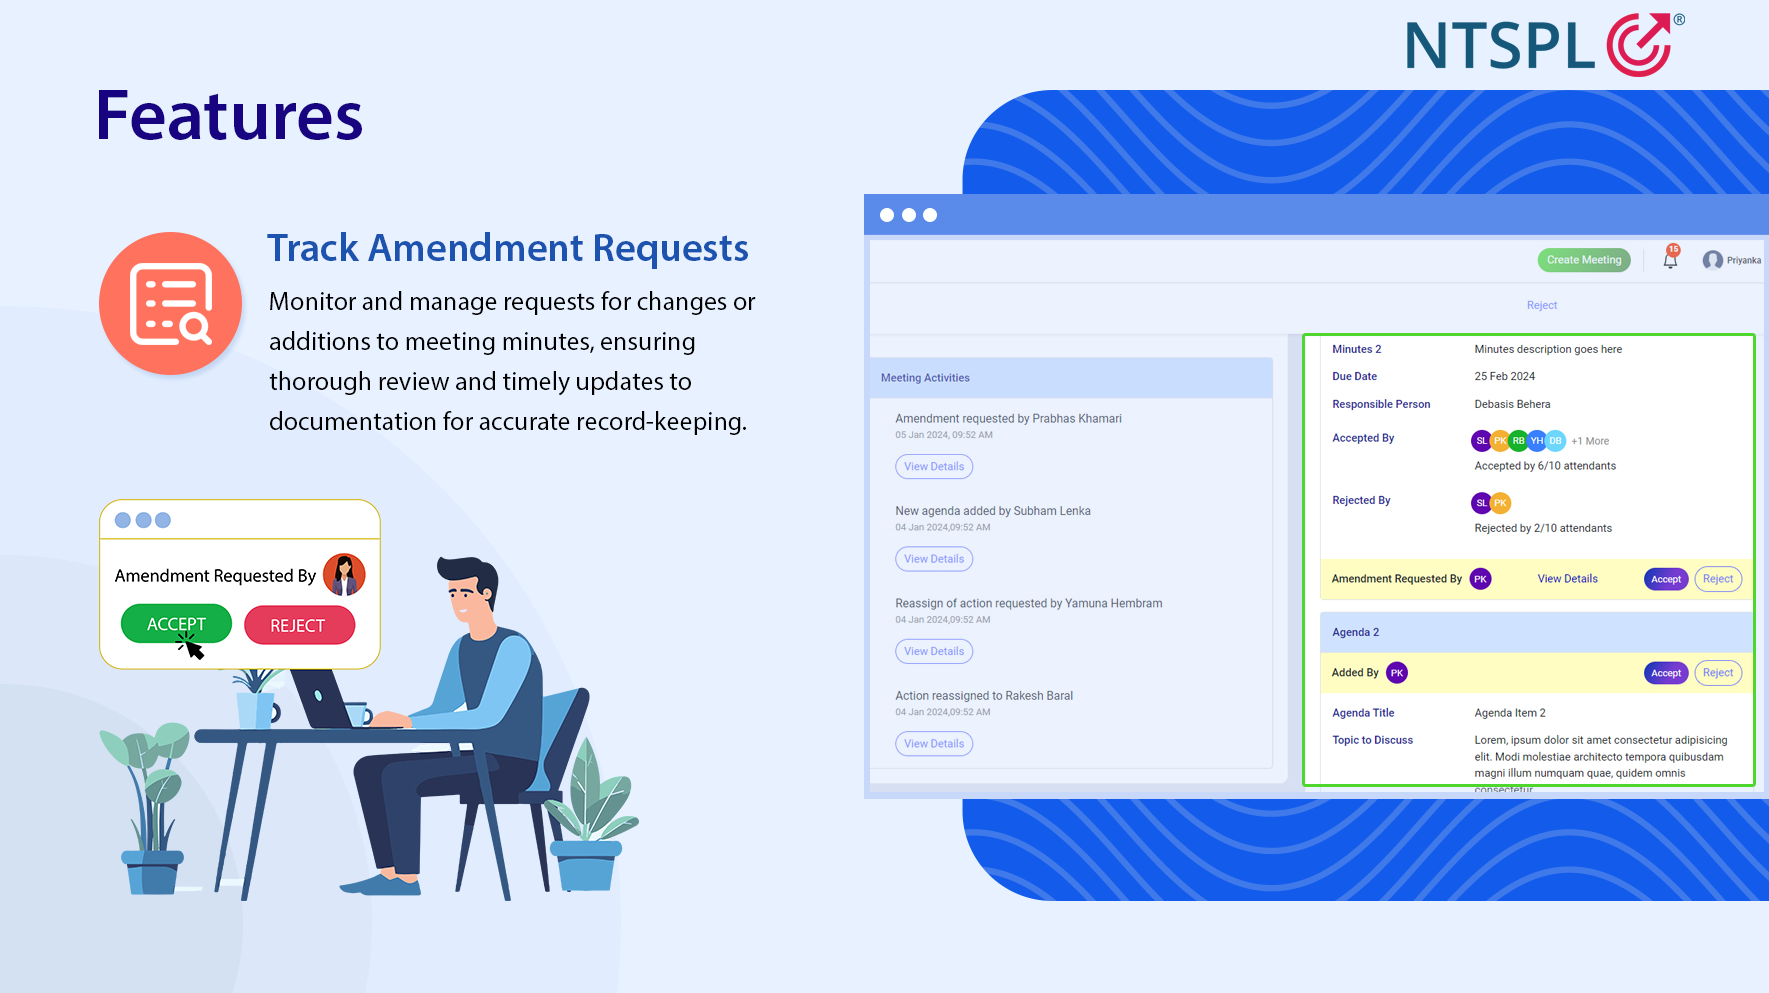 NTSPL®
Features
Track Amendment Requests
Monitor and manage requests for changes or
additions to meeting minutes, ensuring
thorough review and timely updates to
documentation for accurate record-keeping.
Amendment Requested By
ACCEPT
REJECT
Create Meeting
15
Priyanka
Reject
Meeting Activities
Amendment requested by Prabhas Khamari
05 Jan 2024, 09:52 AM
View Details
New agenda added by Subham Lenka
04 Jan 2024,09:52 AM
View Details
Reassign of action requested by Yamuna Hembram
04 Jan 2024,09:52 AM
View Details
Action reassigned to Rakesh Baral
04 Jan 2024,09:52 AM
View Details
Minutes 2 Minutes description goes here
Due Date 25 Feb 2024
Responsible Person Debasis Behera
Accepted By SL PK RB YH DB +1 More
Accepted by 6/10 attendants
Rejected By SL PK
Rejected by 2/10 attendants
Amendment Requested By PK View Details Accept Reject
Agenda 2
Added By PK Accept Reject
Agenda Title Agenda Item 2
Topic to Discuss Lorem, ipsum dolor sit amet consectetur adipisicing
elit. Modi molestiae architecto tempora quibusdam
magni illum numquam quae, quidem omnis
consectetur